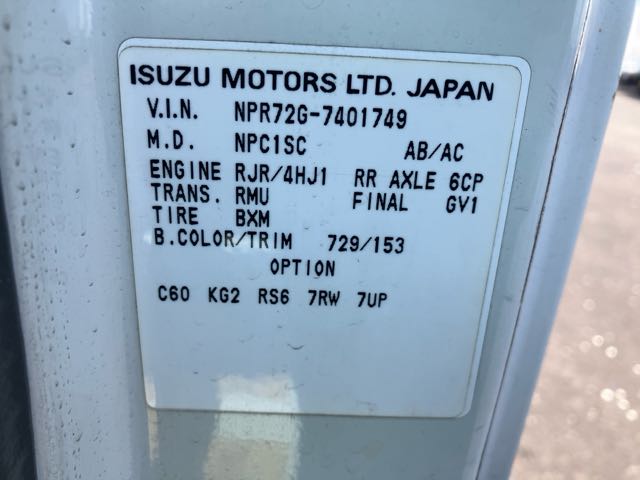 ISUZU MOTORS LTD. JAPAN
V.I.N. NPR72G-7401749
M.D. NPC1SC AB/AC
ENGINE RJR/4HJ1 RR AXLE 6CP
TRANS. RMU FINAL GV1
TIRE BXM
B.COLOR/TRIM 729/153
OPTION
C60 KG2 RS6 7RW 7UP